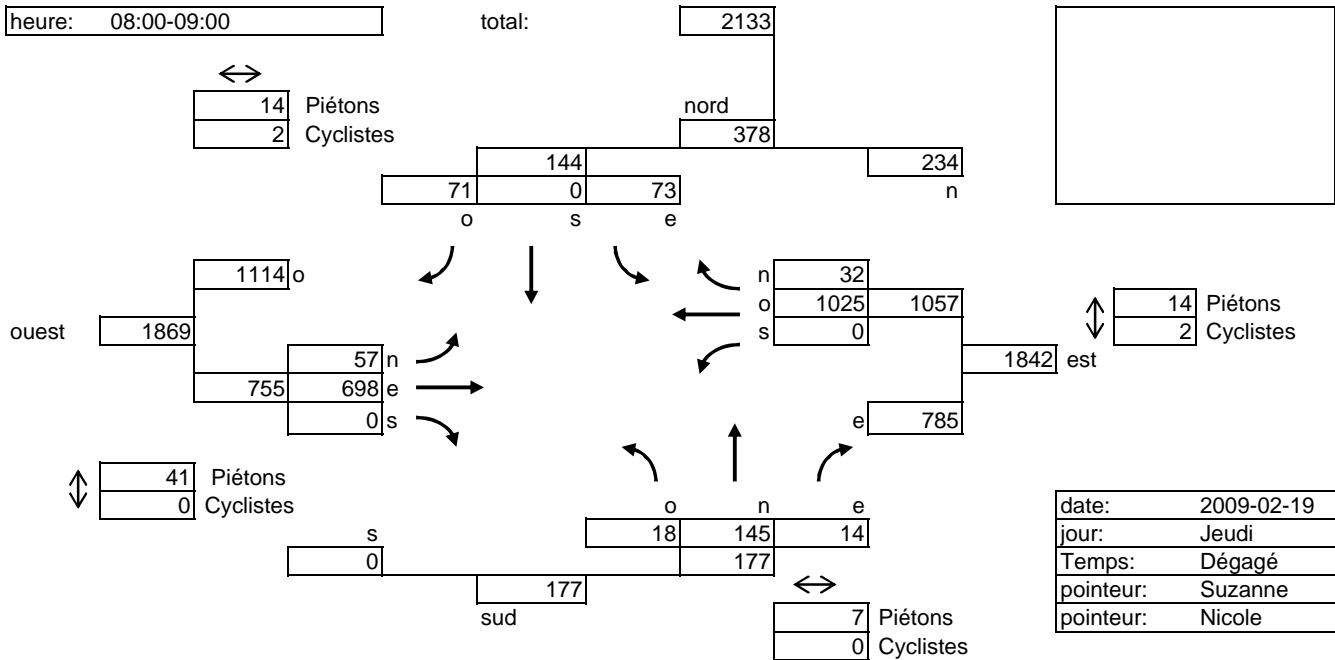 heure: 08:00-09:00 total: 2133
14 Piétons nord
2 Cyclistes 378
144 234
71 0 73 n
o s e
1114 o n 32
o 1025 1057 14 Piétons
ouest 1869 s 0 2 Cyclistes
57 n 1842 est
755 698 e
0 s e 785
41 Piétons
0 Cyclistes
o n e date: 2009-02-19
s 18 145 14 jour: Jeudi
0 177 Temps: Dégagé
177 pointeur: Suzanne
sud 7 Piétons pointeur: Nicole
0 Cyclistes